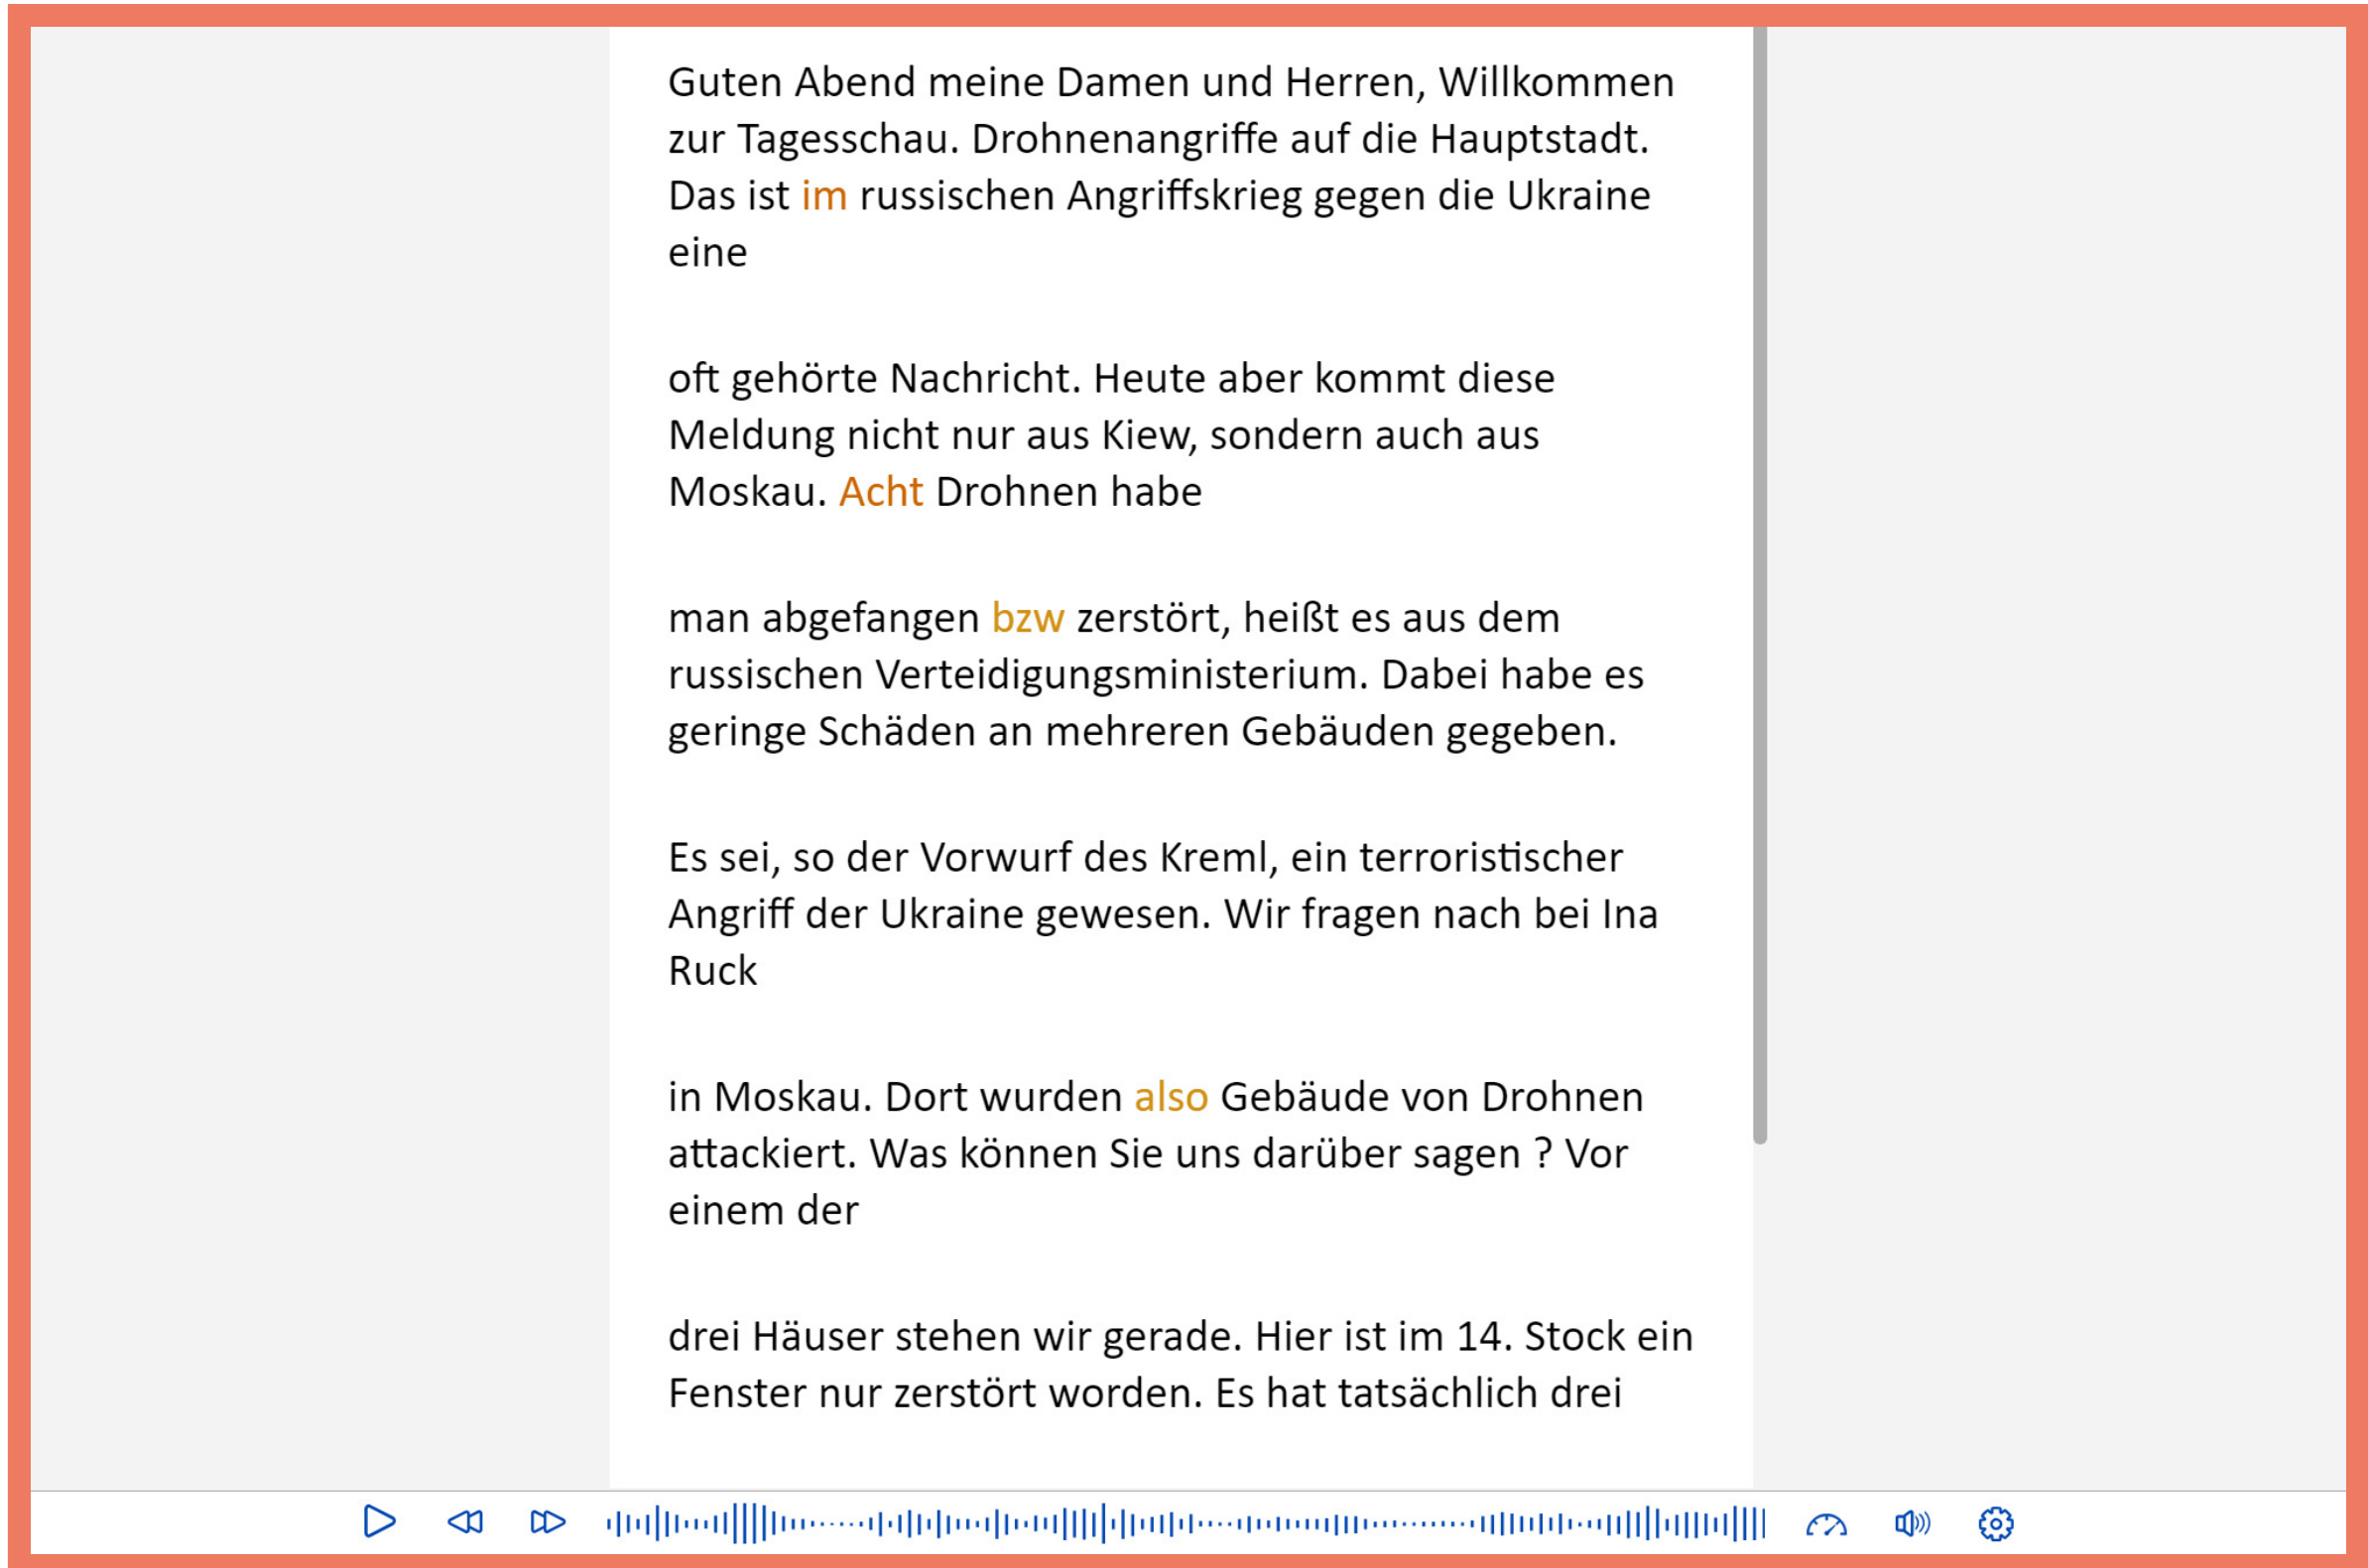 Guten Abend meine Damen und Herren, Willkommen
zur Tagesschau. Drohnenangriffe auf die Hauptstadt.
Das ist im russischen Angriffskrieg gegen die Ukraine
eine
oft gehörte Nachricht. Heute aber kommt diese
Meldung nicht nur aus Kiew, sondern auch aus
Moskau. Acht Drohnen habe
man abgefangen bzw zerstört, heißt es aus dem
russischen Verteidigungsministerium. Dabei habe es
geringe Schäden an mehreren Gebäuden gegeben.
Es sei, so der Vorwurf des Kreml, ein terroristischer
Angriff der Ukraine gewesen. Wir fragen nach bei Ina
Ruck
in Moskau. Dort wurden also Gebäude von Drohnen
attackiert. Was können Sie uns darüber sagen ? Vor
einem der
drei Häuser stehen wir gerade. Hier ist im 14. Stock ein
Fenster nur zerstört worden. Es hat tatsächlich drei